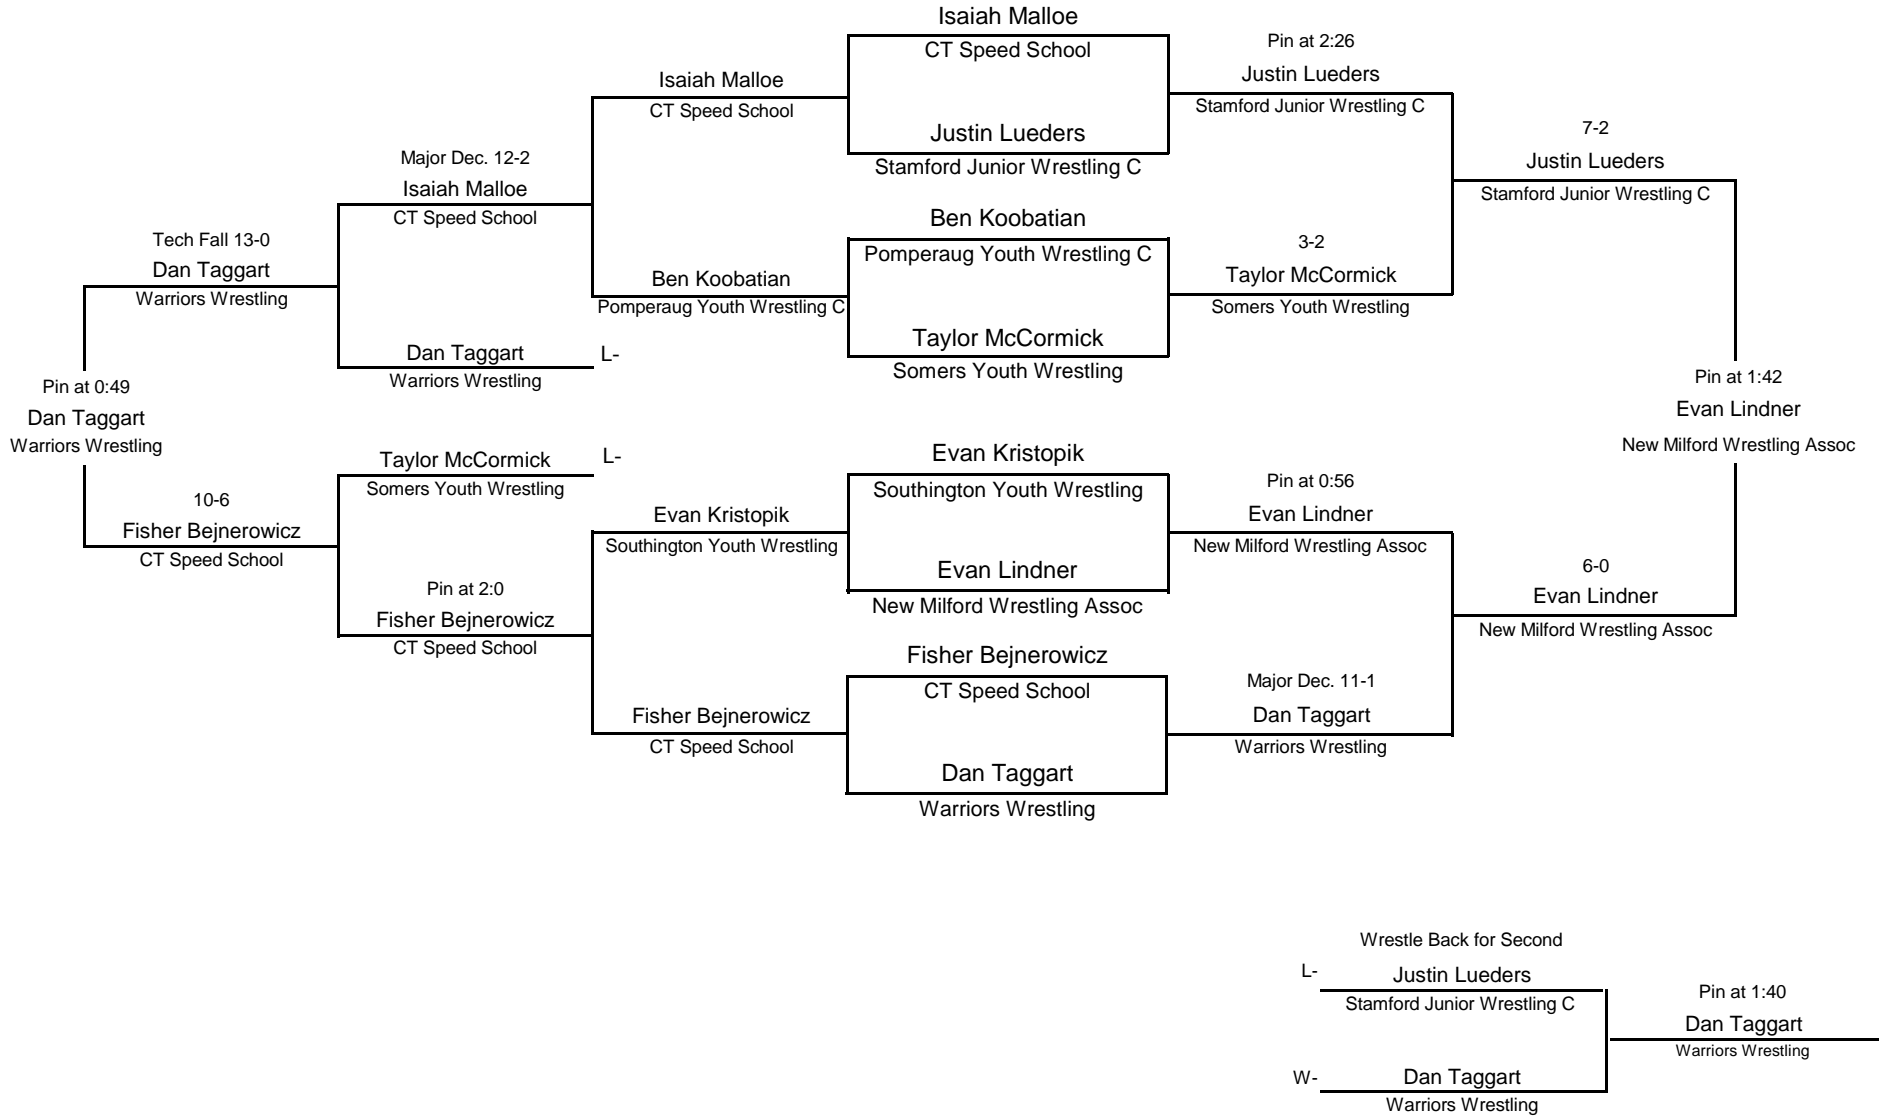 Isaiah Malloe
CT Speed School
Pin at 2:26
Justin Lueders
Stamford Junior Wrestling C
Isaiah Malloe
CT Speed School
Justin Lueders
Stamford Junior Wrestling C
7-2
Justin Lueders
Stamford Junior Wrestling C
Major Dec. 12-2
Isaiah Malloe
CT Speed School
Ben Koobatian
Pomperaug Youth Wrestling C
3-2
Taylor McCormick
Somers Youth Wrestling
Tech Fall 13-0
Dan Taggart
Warriors Wrestling
Ben Koobatian
Pomperaug Youth Wrestling C
Taylor McCormick
Somers Youth Wrestling
Dan Taggart
L-
Warriors Wrestling
Pin at 0:49
Dan Taggart
Warriors Wrestling
Pin at 1:42
Evan Lindner
New Milford Wrestling Assoc
Taylor McCormick
L-
Somers Youth Wrestling
Evan Kristopik
Southington Youth Wrestling
Pin at 0:56
Evan Lindner
New Milford Wrestling Assoc
10-6
Fisher Bejnerowicz
CT Speed School
Evan Kristopik
Southington Youth Wrestling
Evan Lindner
New Milford Wrestling Assoc
6-0
Evan Lindner
New Milford Wrestling Assoc
Pin at 2:0
Fisher Bejnerowicz
CT Speed School
Fisher Bejnerowicz
CT Speed School
Major Dec. 11-1
Dan Taggart
Warriors Wrestling
Fisher Bejnerowicz
CT Speed School
Dan Taggart
Warriors Wrestling
Wrestle Back for Second
L-
Justin Lueders
Stamford Junior Wrestling C
Pin at 1:40
Dan Taggart
Warriors Wrestling
W-
Dan Taggart
Warriors Wrestling